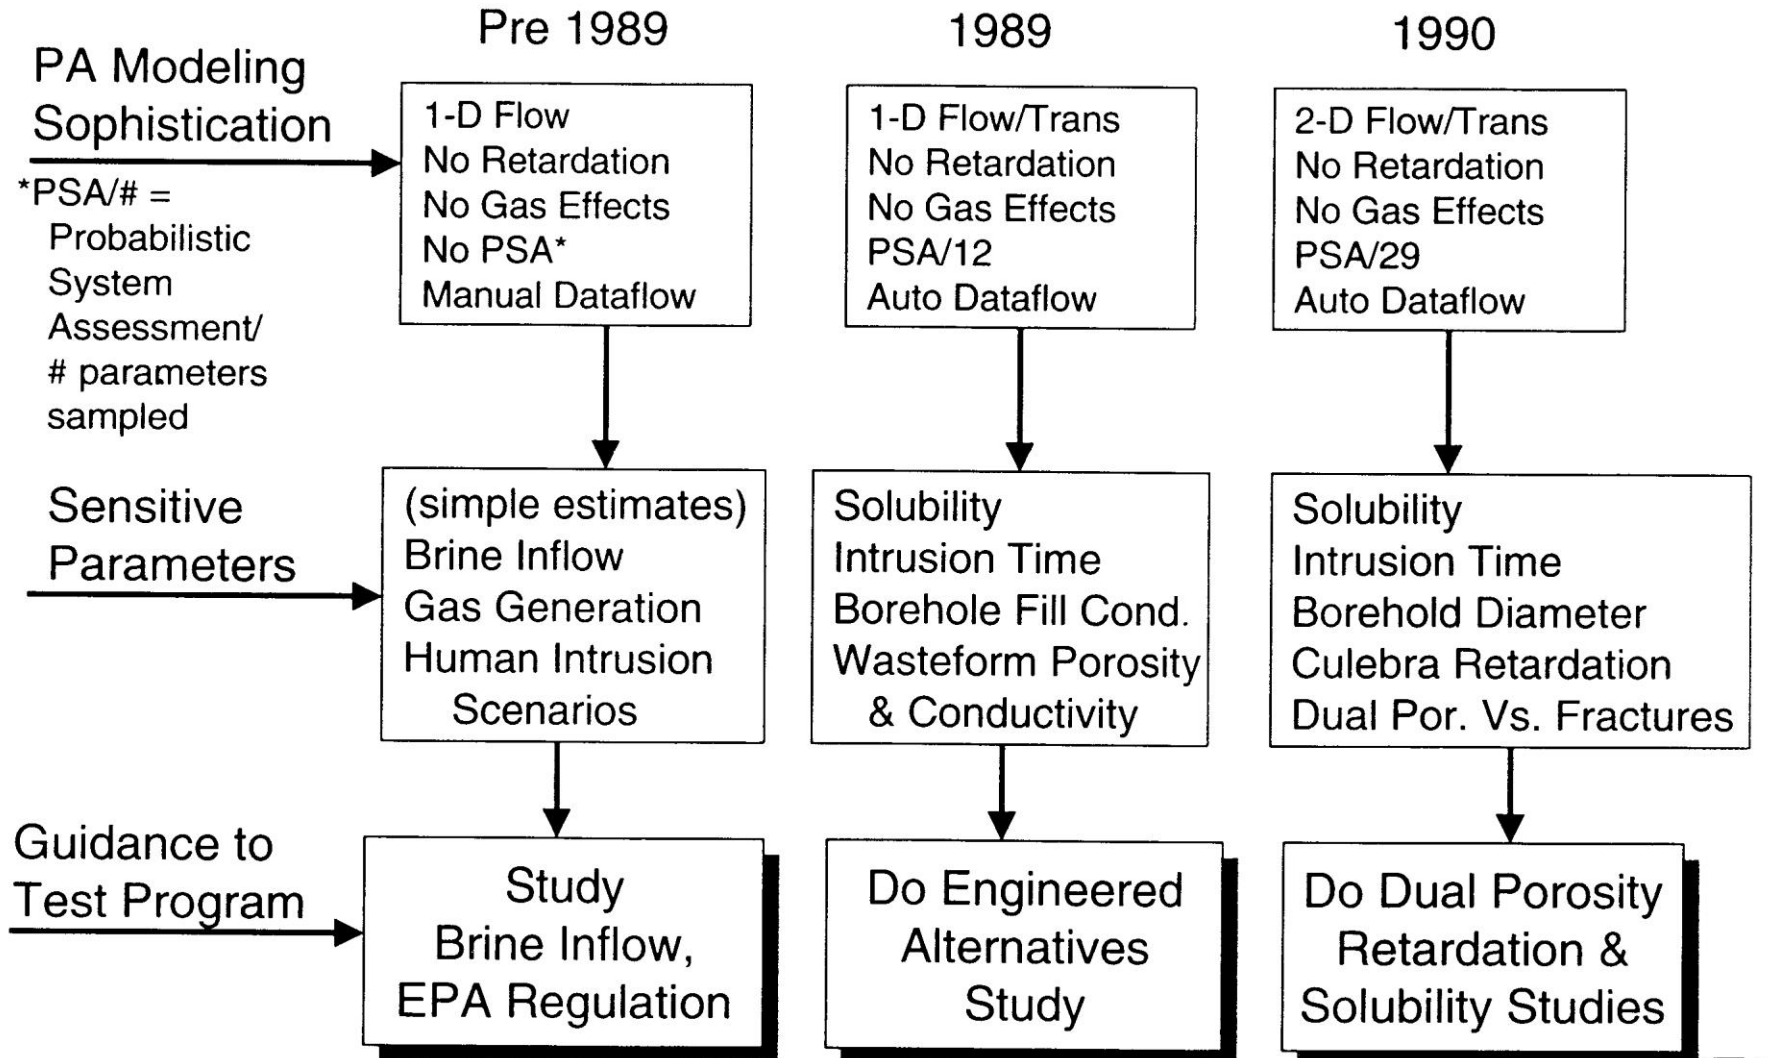 Pre 1989
1989
1990
PA Modeling
Sophistication
*PSA/# =
Probabilistic
System
Assessment/
# parameters
sampled
1-D Flow
No Retardation
No Gas Effects
No PSA*
Manual Dataflow
1-D Flow/Trans
No Retardation
No Gas Effects
PSA/12
Auto Dataflow
2-D Flow/Trans
No Retardation
No Gas Effects
PSA/29
Auto Dataflow
Sensitive
Parameters
(simple estimates)
Brine Inflow
Gas Generation
Human Intrusion
Scenarios
Solubility
Intrusion Time
Borehole Fill Cond.
Wasteform Porosity
& Conductivity
Solubility
Intrusion Time
Borehold Diameter
Culebra Retardation
Dual Por. Vs. Fractures
Guidance to
Test Program
Study
Brine Inflow,
EPA Regulation
Do Engineered
Alternatives
Study
Do Dual Porosity
Retardation &
Solubility Studies